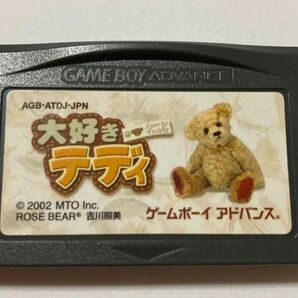 GAME BOY ADVANCE
AGB-ATDJ-JPN
大好き
Lovely Teddy
テディ
© 2002 MTO Inc.
ROSE BEAR® 吉川照美
ゲームボーイ アドバンス®